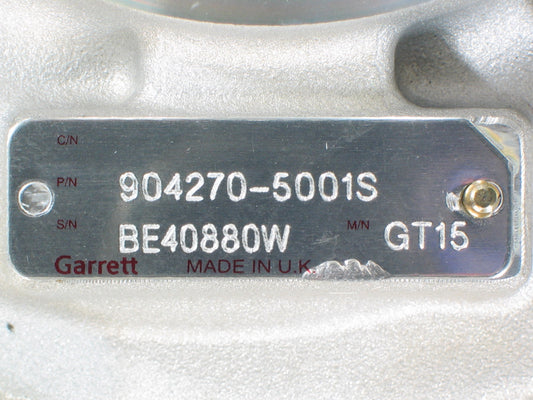 C/N
P/N 904270-5001S
S/N BE40880W M/N GT15
Garrett MADE IN U.K.